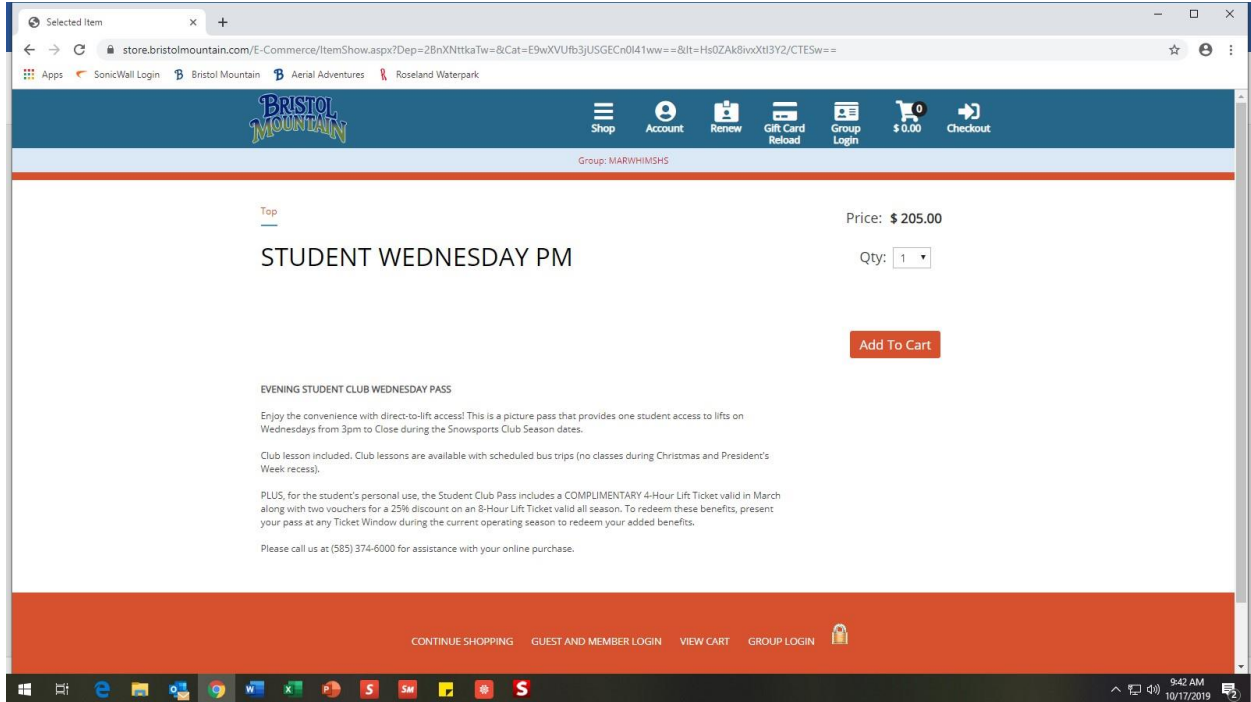 Selected Item
store.bristolmountain.com/E-Commerce/ItemShow.aspx?Dep=2BnXNttkaTw=&Cat=E9wXVUfb3jUSGECn0I41ww==&It=Hs0ZAk8ivxXtI3Y2/CTESw==
Apps SonicWall Login Bristol Mountain Aerial Adventures Roseland Waterpark
BRISTOL
MOUNTAIN
Shop Account Renew Gift Card Reload Group Login 0 $ 0.00 Checkout
Group: MARWHIMSHS
Top
Price: $ 205.00
STUDENT WEDNESDAY PM
Qty: 1
Add To Cart
EVENING STUDENT CLUB WEDNESDAY PASS
Enjoy the convenience with direct-to-lift access! This is a picture pass that provides one student access to lifts on
Wednesdays from 3pm to Close during the Snowsports Club Season dates.
Club lesson included. Club lessons are available with scheduled bus trips (no classes during Christmas and President's
Week recess).
PLUS, for the student's personal use, the Student Club Pass includes a COMPLIMENTARY 4-Hour Lift Ticket valid in March
along with two vouchers for a 25% discount on an 8-Hour Lift Ticket valid all season. To redeem these benefits, present
your pass at any Ticket Window during the current operating season to redeem your added benefits.
Please call us at (585) 374-6000 for assistance with your online purchase.
CONTINUE SHOPPING GUEST AND MEMBER LOGIN VIEW CART GROUP LOGIN
9:42 AM
10/17/2019
2